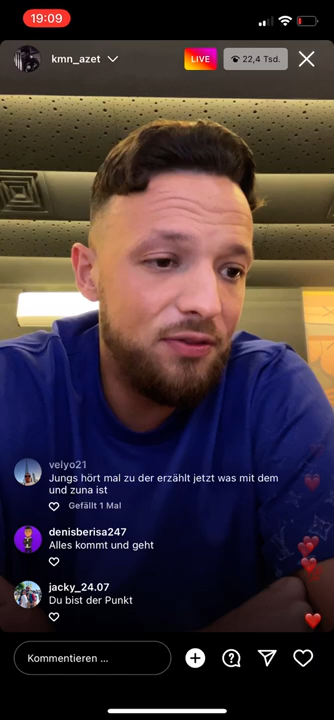 19:09
kmn_azet
LIVE
22,4 Tsd.
velyo21
Jungs hört mal zu der erzählt jetzt was mit dem
und zuna ist
Gefällt 1 Mal
denisberisa247
Alles kommt und geht
jacky_24.07
Du bist der Punkt
Kommentieren ...